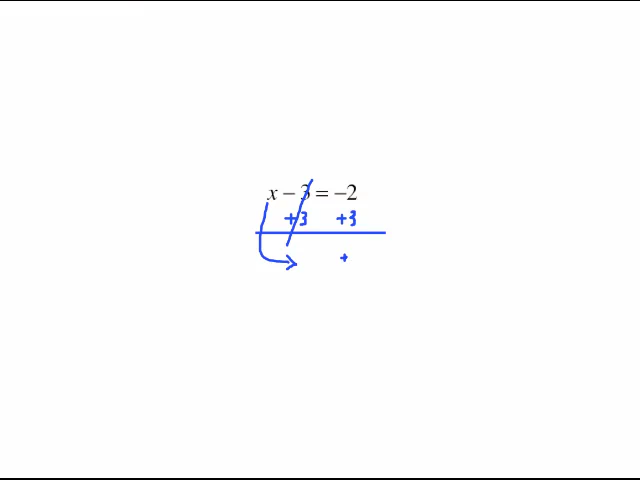 x − 3 = −2
+3 +3
+